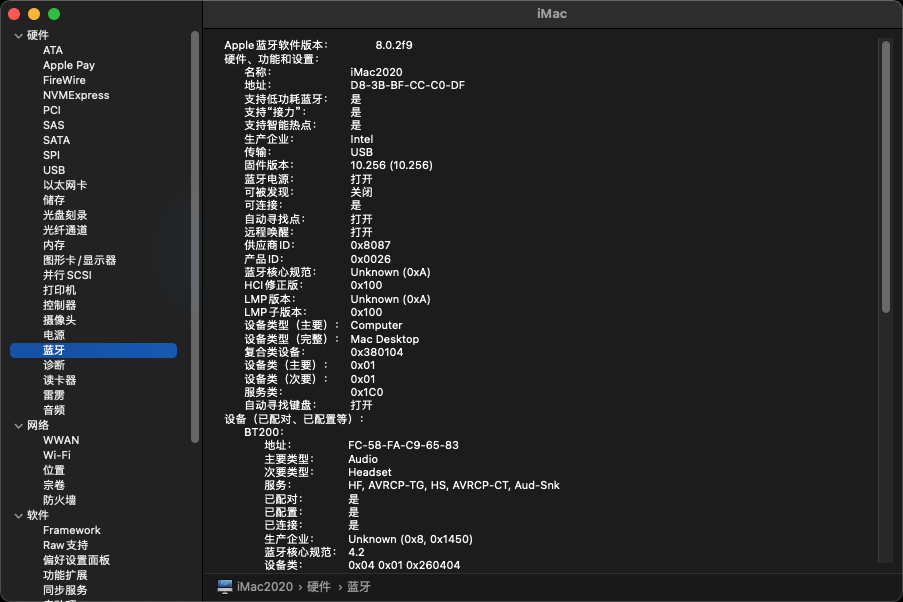 iMac
硬件
ATA
Apple Pay
FireWire
NVMExpress
PCI
SAS
SATA
SPI
USB
以太网卡
储存
光盘刻录
光纤通道
内存
图形卡/显示器
并行SCSI
打印机
控制器
摄像头
电源
蓝牙
诊断
读卡器
雷雳
音频
网络
WWAN
Wi-Fi
位置
宗卷
防火墙
软件
Framework
Raw支持
偏好设置面板
功能扩展
同步服务
Apple蓝牙软件版本： 8.0.2f9
硬件、功能和设置：
名称： iMac2020
地址： D8-3B-BF-CC-C0-DF
支持低功耗蓝牙： 是
支持“接力”： 是
支持智能热点： 是
生产企业： Intel
传输： USB
固件版本： 10.256 (10.256)
蓝牙电源： 打开
可被发现： 关闭
可连接： 是
自动寻找点： 打开
远程唤醒： 打开
供应商ID： 0x8087
产品ID： 0x0026
蓝牙核心规范： Unknown (0xA)
HCI修正版： 0x100
LMP版本： Unknown (0xA)
LMP子版本： 0x100
设备类型（主要）： Computer
设备类型（完整）： Mac Desktop
复合类设备： 0x380104
设备类（主要）： 0x01
设备类（次要）： 0x01
服务类： 0x1C0
自动寻找键盘： 打开
设备（已配对、已配置等）：
BT200：
地址： FC-58-FA-C9-65-83
主要类型： Audio
次要类型： Headset
服务： HF, AVRCP-TG, HS, AVRCP-CT, Aud-Snk
已配对： 是
已配置： 是
已连接： 是
生产企业： Unknown (0x8, 0x1450)
蓝牙核心规范： 4.2
设备类： 0x04 0x01 0x260404
iMac2020 › 硬件 › 蓝牙